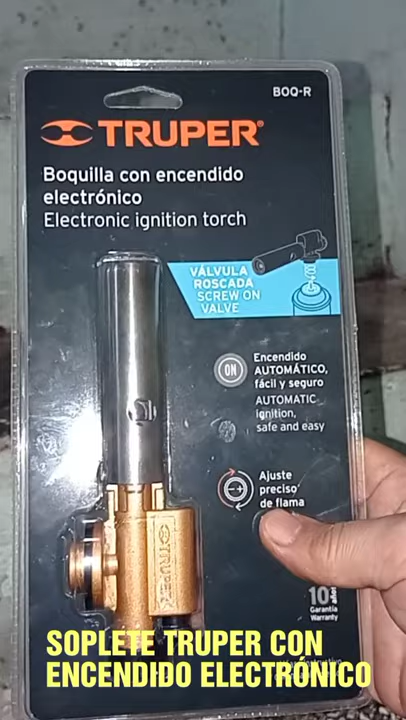 BOQ-R
TRUPER®
Boquilla con encendido
electrónico
Electronic ignition torch
VÁLVULA
ROSCADA
SCREW ON
VALVE
ON
Encendido
AUTOMÁTICO,
fácil y seguro
AUTOMATIC
ignition,
safe and easy
Ajuste
preciso
de flama
TRUPER
10 años
Garantía
Warranty
SOPLETE TRUPER CON
ENCENDIDO ELECTRÓNICO